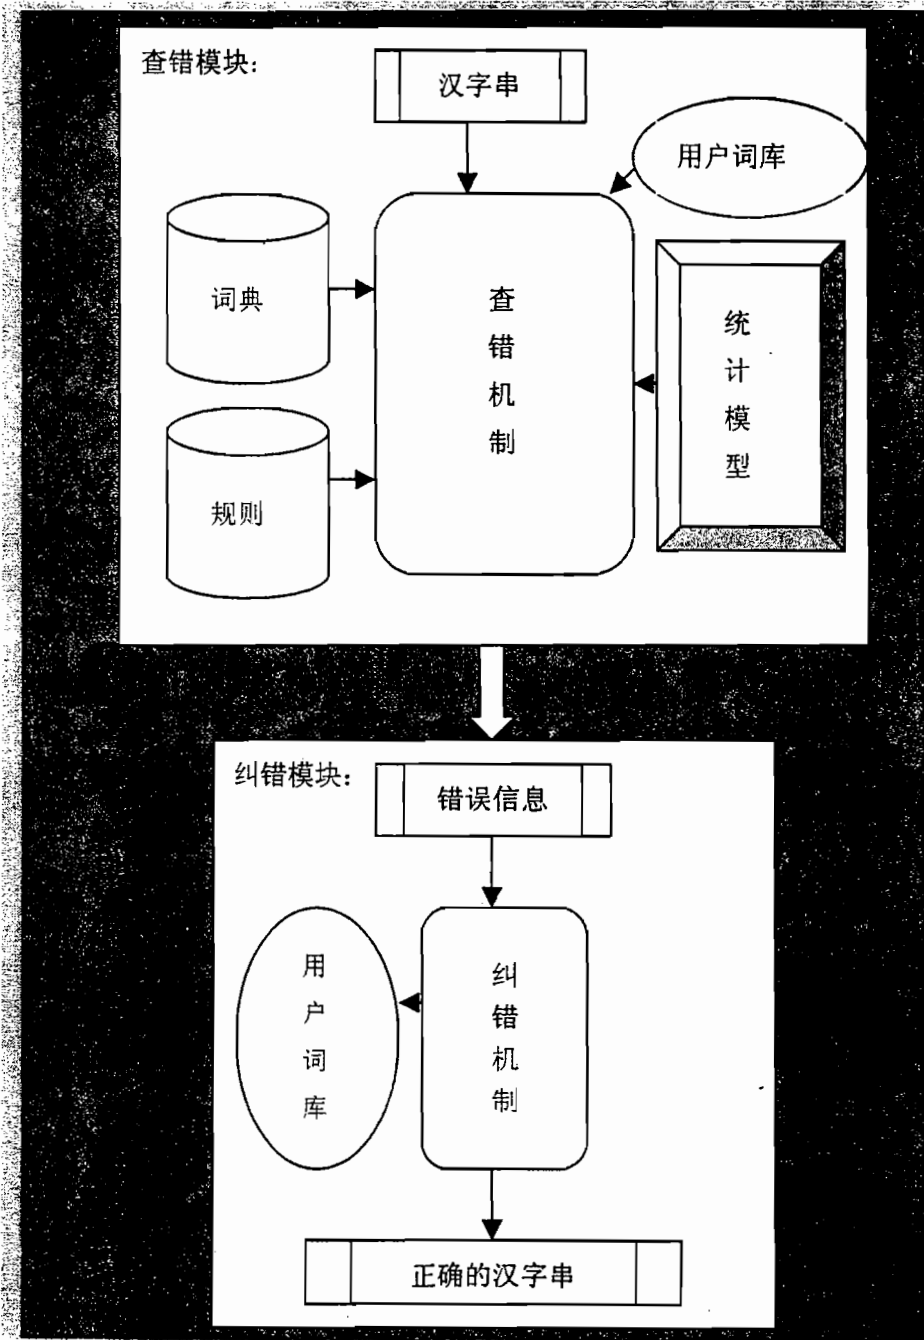 查错模块：
汉字串
用户词库
词典
查错机制
统计模型
规则
纠错模块：
错误信息
用户词库
纠错机制
正确的汉字串